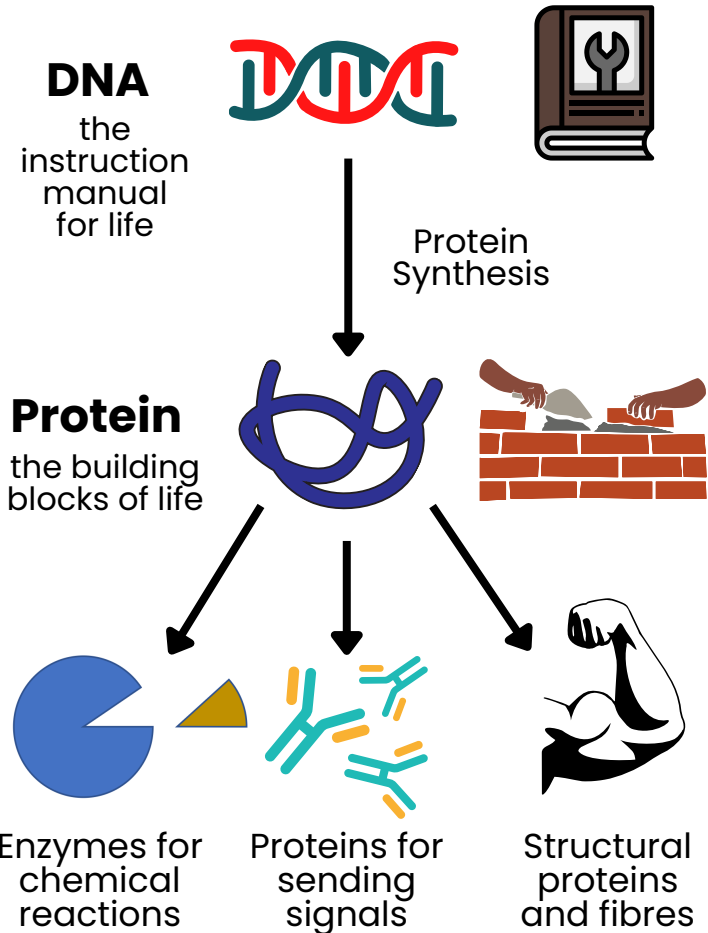 DNA
the
instruction
manual
for life
Protein
Synthesis
Protein
the building
blocks of life
Enzymes for
chemical
reactions
Proteins for
sending
signals
Structural
proteins
and fibres